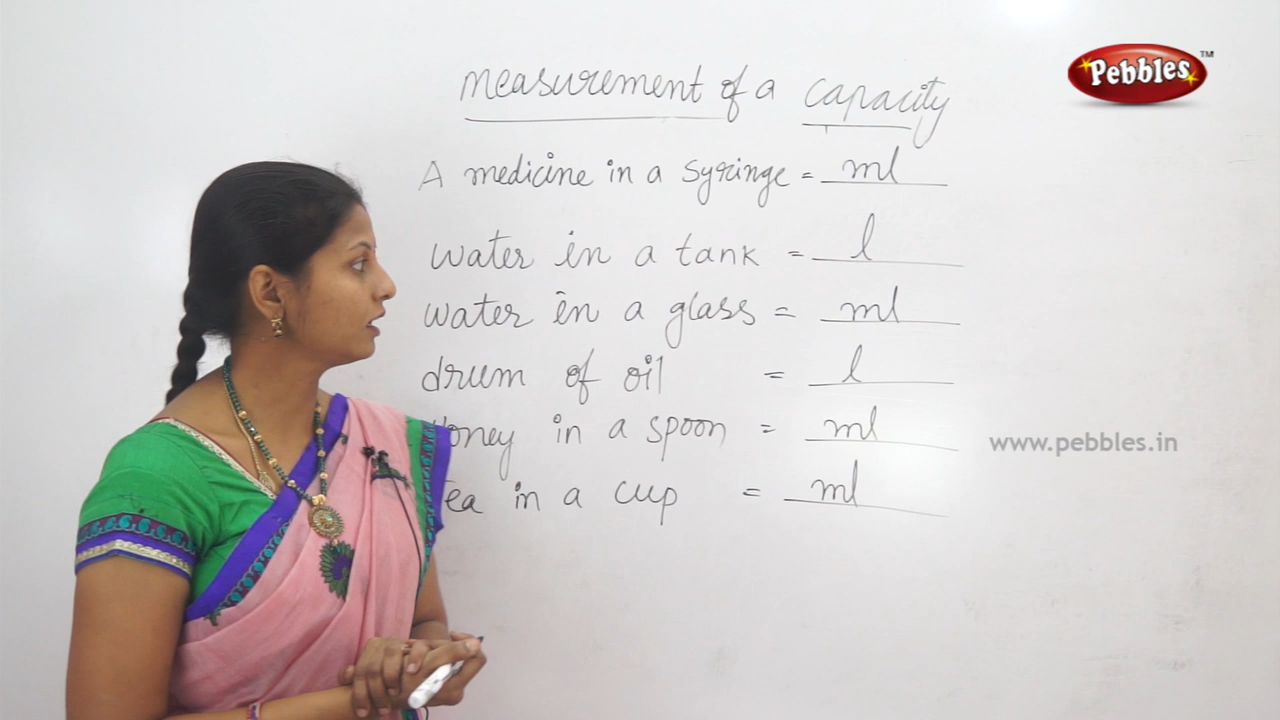 Pebbles™
measurement of a capacity
A medicine in a syringe = ml
water in a tank = l
water in a glass = ml
drum of oil = l
oney in a spoon = ml
ea in a cup = ml
www.pebbles.in